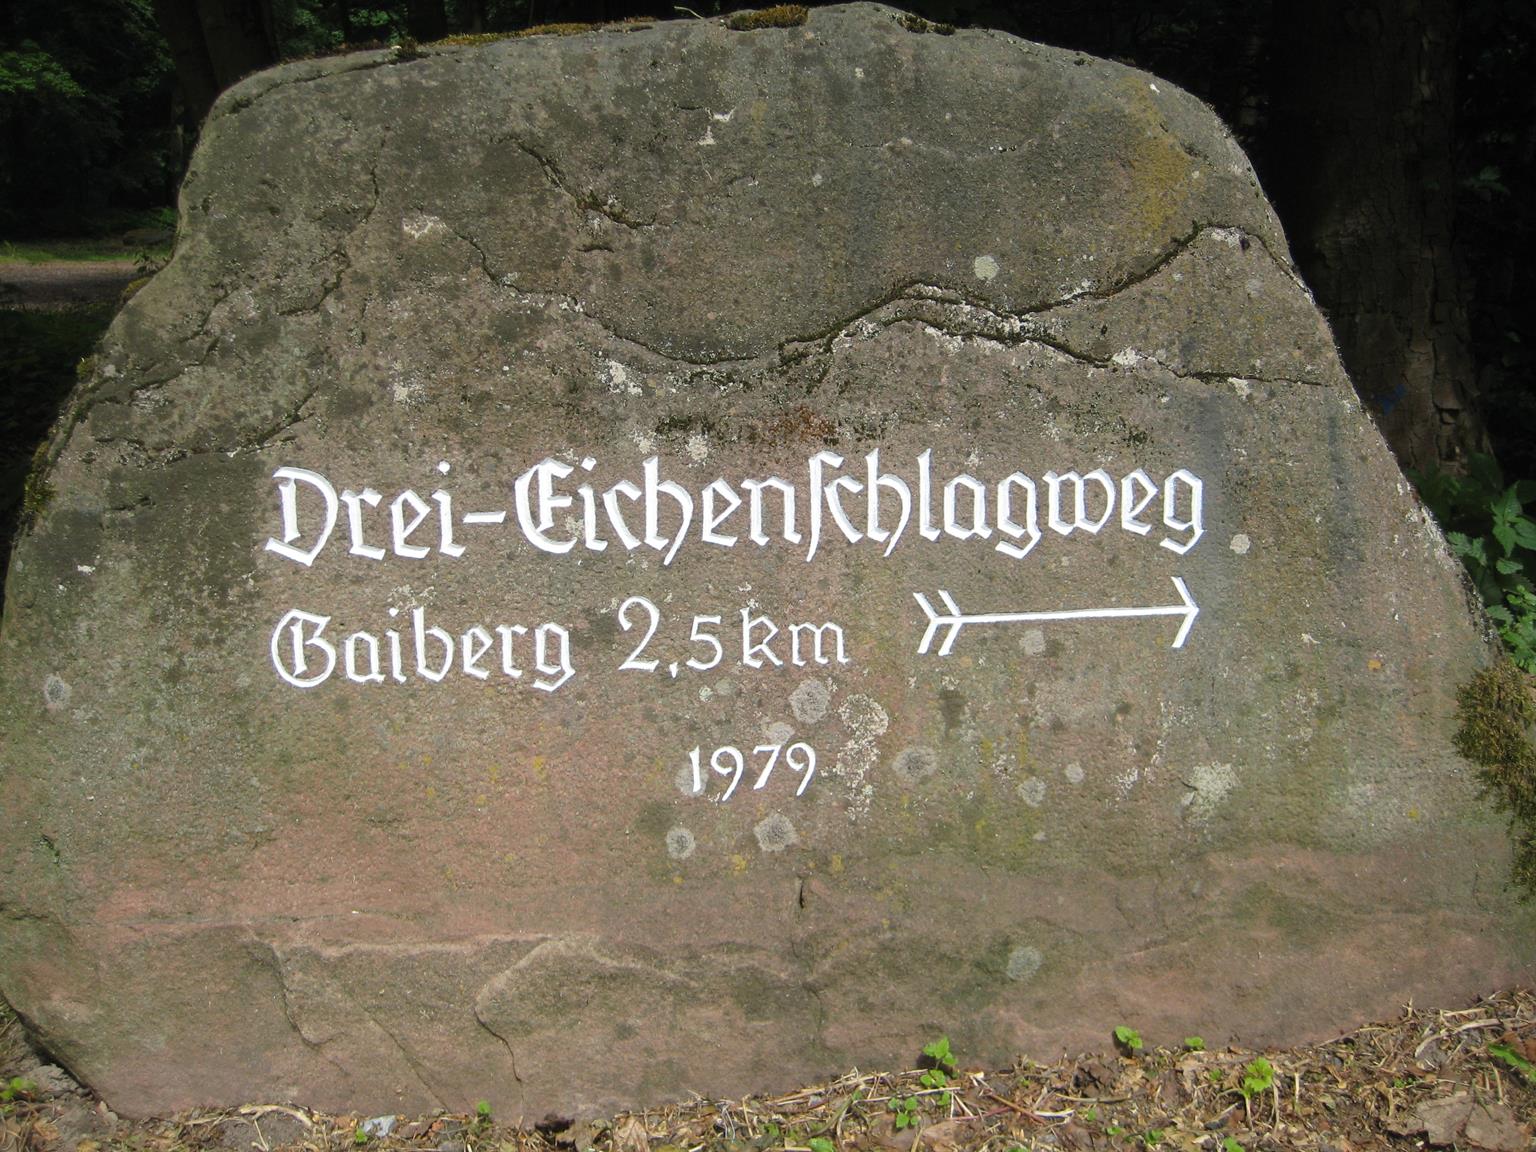 Drei-Eichenſchlagweg
Gaiberg 2,5 km
1979